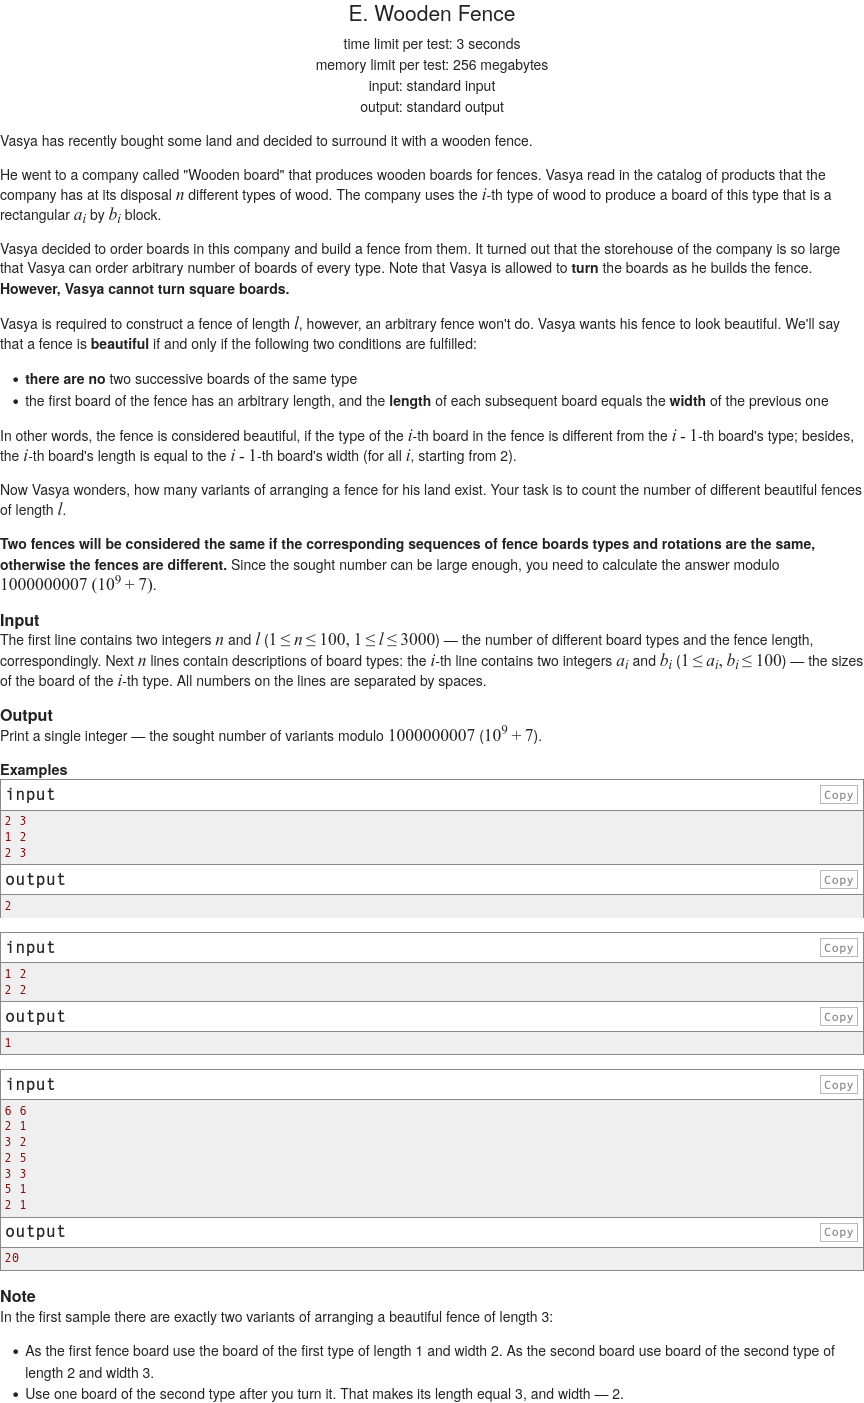 E. Wooden Fence
time limit per test: 3 seconds
memory limit per test: 256 megabytes
input: standard input
output: standard output
Vasya has recently bought some land and decided to surround it with a wooden fence.
He went to a company called "Wooden board" that produces wooden boards for fences. Vasya read in the catalog of products that the
company has at its disposal n different types of wood. The company uses the i-th type of wood to produce a board of this type that is a
rectangular a_i by b_i block.
Vasya decided to order boards in this company and build a fence from them. It turned out that the storehouse of the company is so large
that Vasya can order arbitrary number of boards of every type. Note that Vasya is allowed to turn the boards as he builds the fence.
However, Vasya cannot turn square boards.
Vasya is required to construct a fence of length l, however, an arbitrary fence won't do. Vasya wants his fence to look beautiful. We'll say
that a fence is beautiful if and only if the following two conditions are fulfilled:
• there are no two successive boards of the same type
• the first board of the fence has an arbitrary length, and the length of each subsequent board equals the width of the previous one
In other words, the fence is considered beautiful, if the type of the i-th board in the fence is different from the i - 1-th board's type; besides,
the i-th board's length is equal to the i - 1-th board's width (for all i, starting from 2).
Now Vasya wonders, how many variants of arranging a fence for his land exist. Your task is to count the number of different beautiful fences
of length l.
Two fences will be considered the same if the corresponding sequences of fence boards types and rotations are the same,
otherwise the fences are different. Since the sought number can be large enough, you need to calculate the answer modulo
1000000007 (10^9 + 7).
Input
The first line contains two integers n and l (1 ≤ n ≤ 100, 1 ≤ l ≤ 3000) — the number of different board types and the fence length,
correspondingly. Next n lines contain descriptions of board types: the i-th line contains two integers a_i and b_i (1 ≤ a_i, b_i ≤ 100) — the sizes
of the board of the i-th type. All numbers on the lines are separated by spaces.
Output
Print a single integer — the sought number of variants modulo 1000000007 (10^9 + 7).
Examples
input Copy
2 3
1 2
2 3
output Copy
2
input Copy
1 2
2 2
output Copy
1
input Copy
6 6
2 1
3 2
2 5
3 3
5 1
2 1
output Copy
20
Note
In the first sample there are exactly two variants of arranging a beautiful fence of length 3:
• As the first fence board use the board of the first type of length 1 and width 2. As the second board use board of the second type of
length 2 and width 3.
• Use one board of the second type after you turn it. That makes its length equal 3, and width — 2.